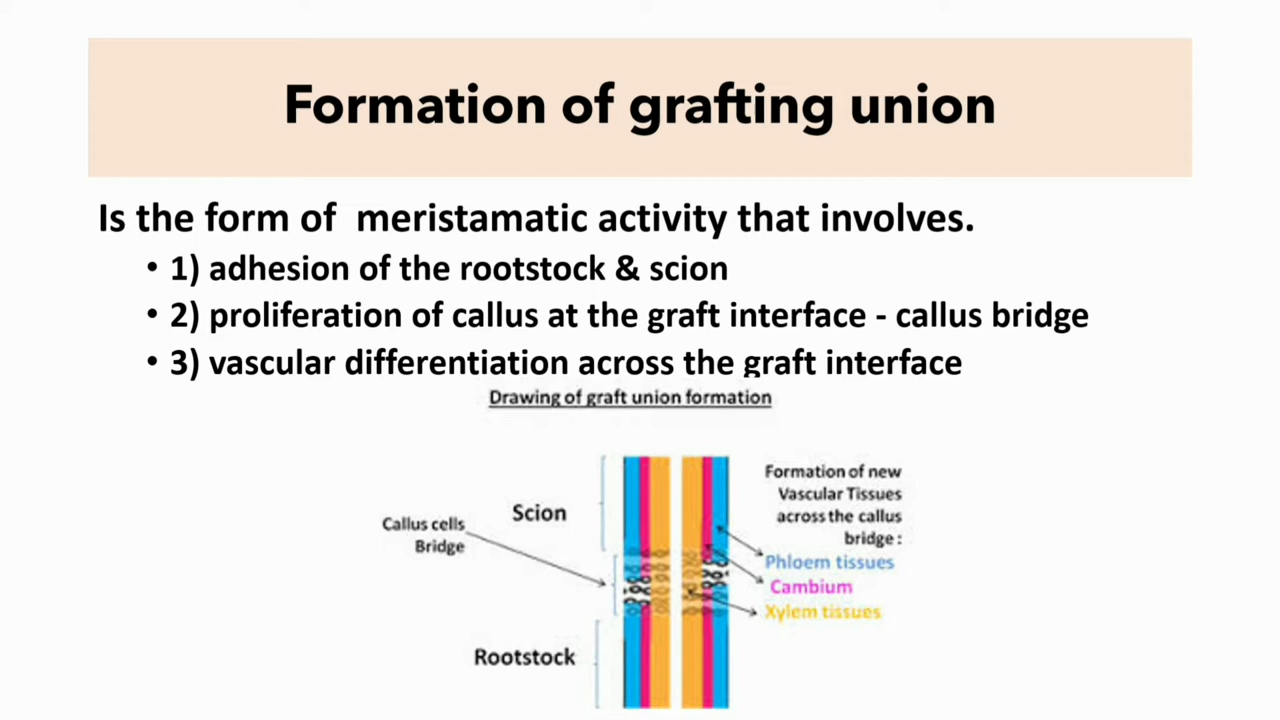 Formation of grafting union
Is the form of meristamatic activity that involves.
• 1) adhesion of the rootstock & scion
• 2) proliferation of callus at the graft interface - callus bridge
• 3) vascular differentiation across the graft interface
Drawing of graft union formation
Callus cells
Bridge
Scion
Rootstock
Formation of new
Vascular Tissues
across the callus
bridge :
Phloem tissues
Cambium
Xylem tissues